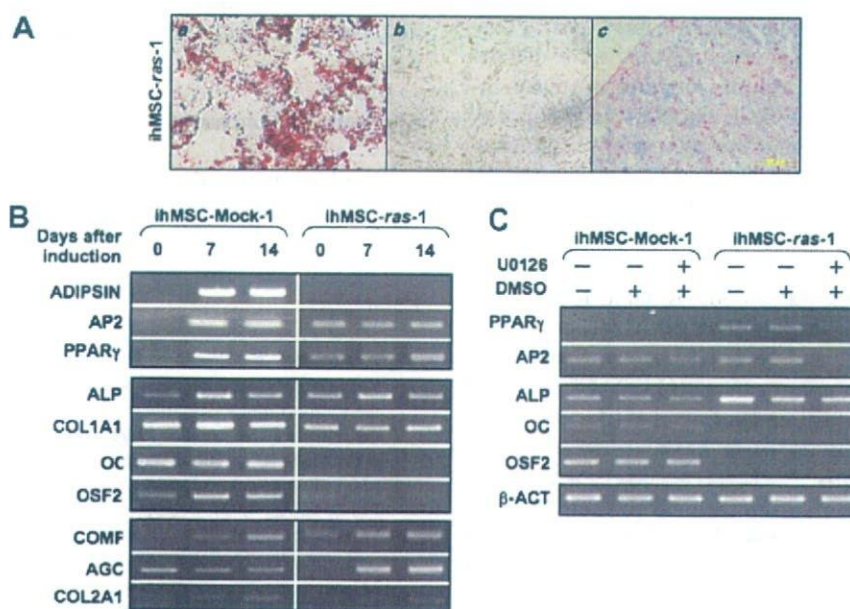 A
ihMSC-ras-1
a
b
c
B
ihMSC-Mock-1 ihMSC-ras-1
Days after
induction
0 7 14 0 7 14
ADIPSIN
AP2
PPARγ
ALP
COL1A1
OC
OSF2
COMP
AGC
COL2A1
C
ihMSC-Mock-1 ihMSC-ras-1
U0126 − − + − − +
DMSO − + + − + +
PPARγ
AP2
ALP
OC
OSF2
β-ACT